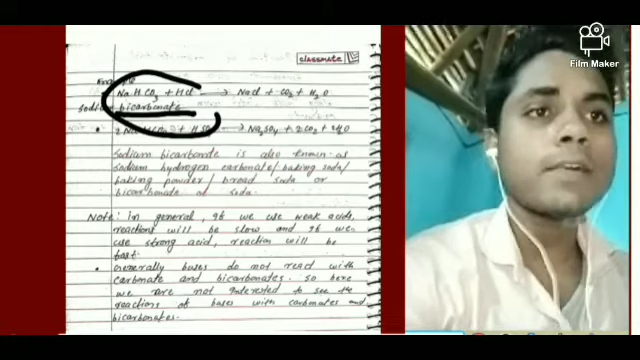 classmate
Example
NaHCO3 + HCl → NaCl + CO2 + H2O
sodium bicarbonate
• 2 → Na2SO4 + 2CO2 + 2H2O
Sodium bicarbonate is also known as
sodium hydrogen carbonate/baking soda/
baking powder/ bread soda or
bicarbonate of soda.
Note: In general, If we use weak acids,
reactions will be slow and If we
use strong acid, reaction will be
fast.
• Generally bases do not react with
carbonate and bicarbonates. So here
we are not interested to see the
reactions of bases with carbonates and
bicarbonates.
Film Maker